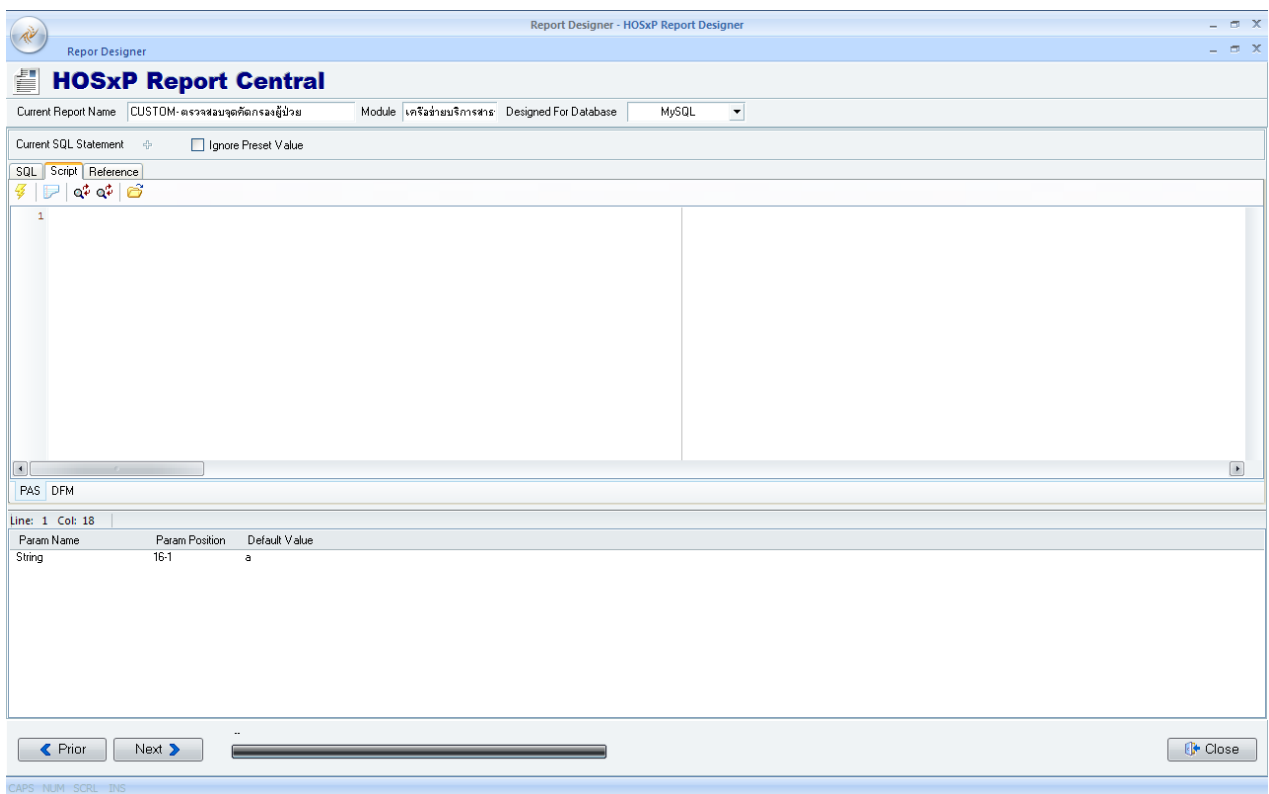 Report Designer - HOSxP Report Designer
Repor Designer
HOSxP Report Central
Current Report Name CUSTOM-ตรวจสอบจุดคัดกรองผู้ป่วย Module เครือข่ายบริการสาธ Designed For Database MySQL
Current SQL Statement Ignore Preset Value
SQL Script Reference
1
PAS DFM
Line: 1 Col: 18
Param Name Param Position Default Value
String 16-1 a
--
Prior Next Close
CAPS NUM SCRL INS